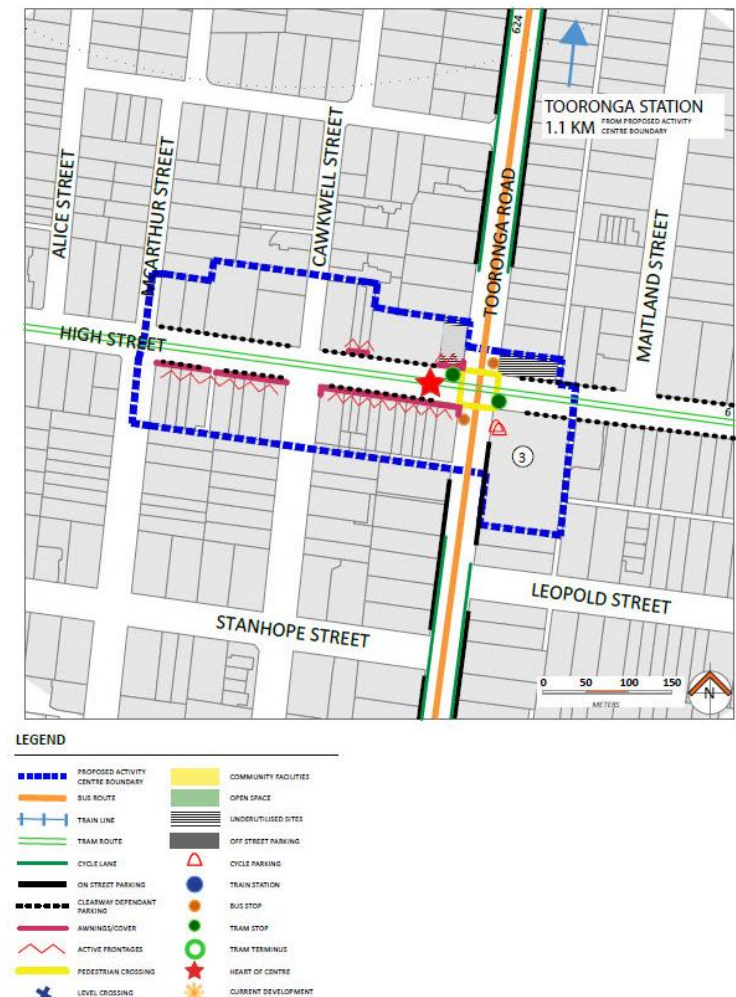 624
TOORONGA STATION
1.1 KM FROM PROPOSED ACTIVITY
CENTRE BOUNDARY
ALICE STREET
MCARTHUR STREET
CAWKWELL STREET
TOORONGA ROAD
MAITLAND STREET
HIGH STREET
6
3
LEOPOLD STREET
STANHOPE STREET
0 50 100 150
METERS
N
LEGEND
PROPOSED ACTIVITY
CENTRE BOUNDARY
BUS ROUTE
TRAIN LINE
TRAM ROUTE
CYCLE LANE
ON STREET PARKING
CLEARWAY DEPENDANT
PARKING
AWNINGS/COVER
ACTIVE FRONTAGES
PEDESTRIAN CROSSING
LEVEL CROSSING
COMMUNITY FACILITIES
OPEN SPACE
UNDERUTILISED SITES
OFF STREET PARKING
CYCLE PARKING
TRAIN STATION
BUS STOP
TRAM STOP
TRAM TERMINUS
HEART OF CENTRE
CURRENT DEVELOPMENT